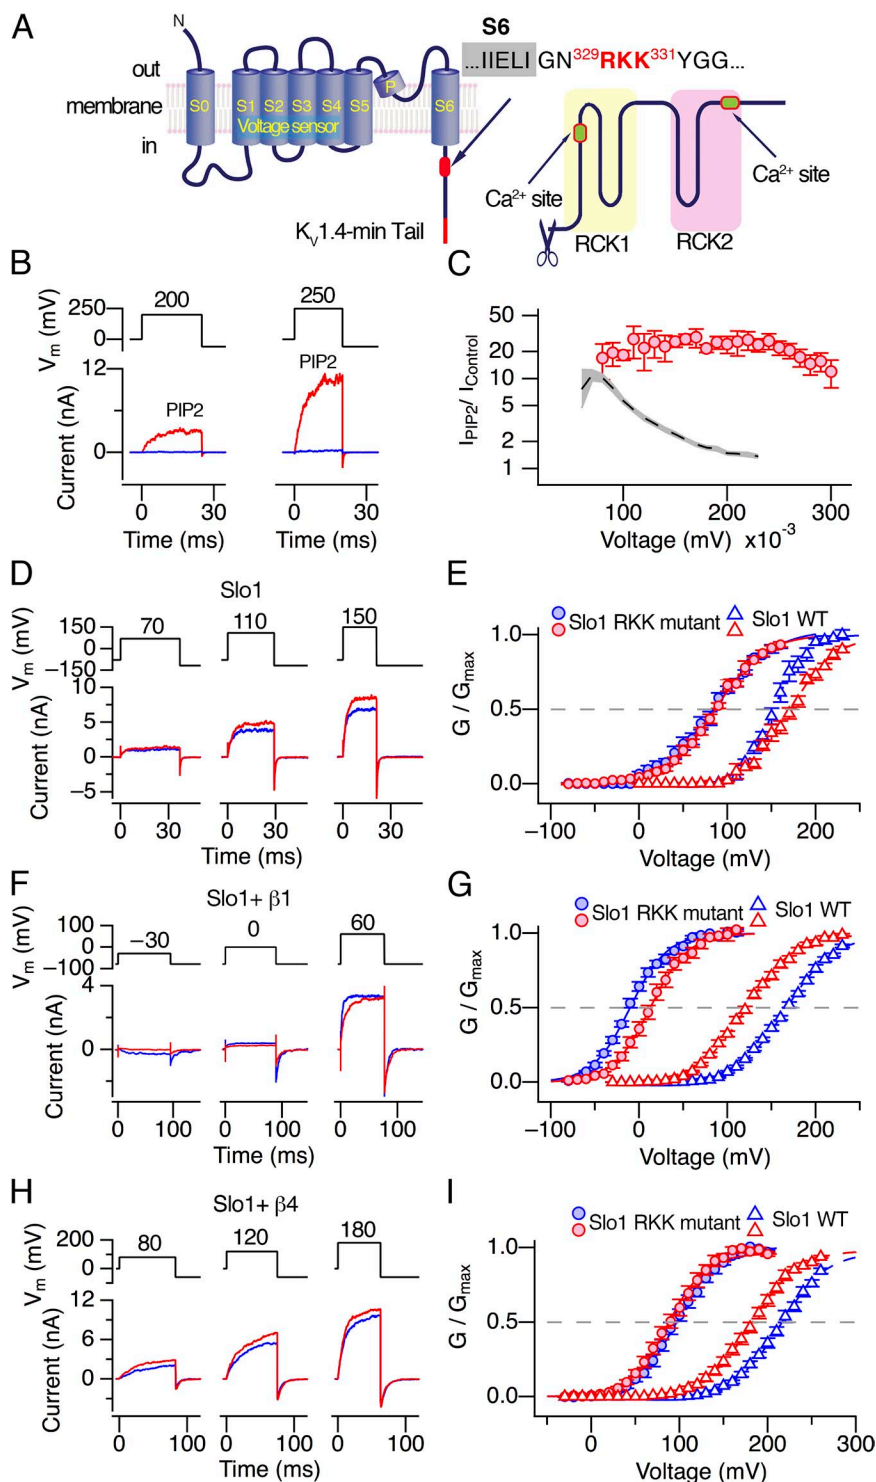 A
N
S6
...IIELI GN³²⁹RKK³³¹YGG...
out
membrane
in
S0 S1 S2 S3 S4 S5 P S6
Voltage sensor
Ca²⁺ site
Ca²⁺ site
RCK1 RCK2
Kᵥ1.4-min Tail
B
Vₘ (mV)
250
0
200
250
Current (nA)
12
0
PIP2
PIP2
0 30 0 30
Time (ms) Time (ms)
C
I_PIP2/ I_Control
50
20
10
5
2
1
100 200 300
Voltage (mV) x10⁻³
D
Slo1
Vₘ (mV)
150
0
−150
70 110 150
Current (nA)
10
5
0
−5
0 30 0 30 0 30
Time (ms)
E
Slo1 RKK mutant Slo1 WT
G / Gₘₐₓ
1.0
0.5
0.0
−100 0 100 200
Voltage (mV)
F
Slo1+ β1
Vₘ (mV)
100
0
−100
−30 0 60
Current (nA)
4
0
0 100 0 100 0 100
Time (ms)
G
Slo1 RKK mutant Slo1 WT
G / Gₘₐₓ
1.0
0.5
0.0
−100 0 100 200
Voltage (mV)
H
Slo1+ β4
Vₘ (mV)
200
0
80 120 180
Current (nA)
12
6
0
0 100 0 100 0 100
Time (ms)
I
Slo1 RKK mutant Slo1 WT
G / Gₘₐₓ
1.0
0.5
0.0
0 100 200 300
Voltage (mV)